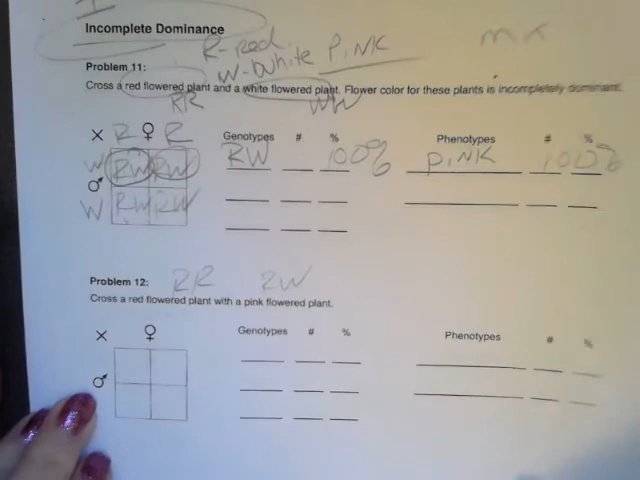 Incomplete Dominance
R-Red
W-White PiNK
Problem 11:
Cross a red flowered plant and a white flowered plant. Flower color for these plants is incompletely dominant.
RR WW
X R ♀ R Genotypes # % Phenotypes # %
W RW RW RW 100% PiNK 100%
♂
W RW RW
Problem 12: RR RW
Cross a red flowered plant with a pink flowered plant.
X ♀ Genotypes # % Phenotypes # %
♂